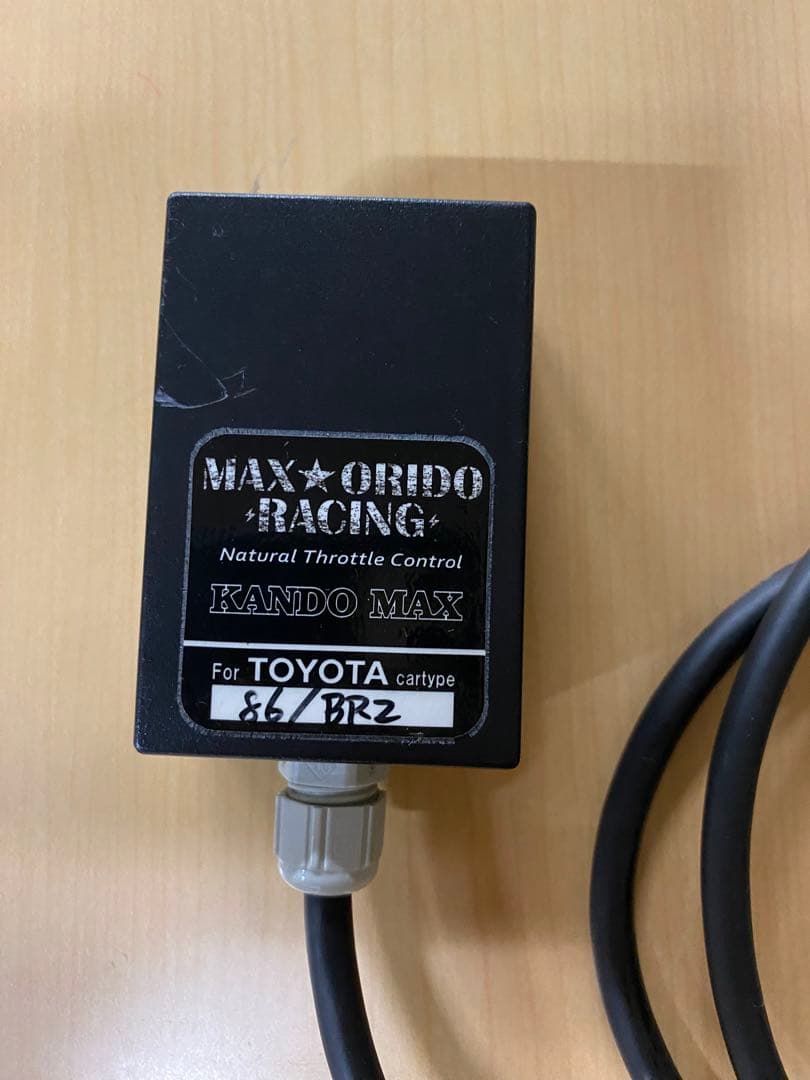 MAX★ORIDO
RACING
Natural Throttle Control
KANDO MAX
For TOYOTA cartype
86/BRZ